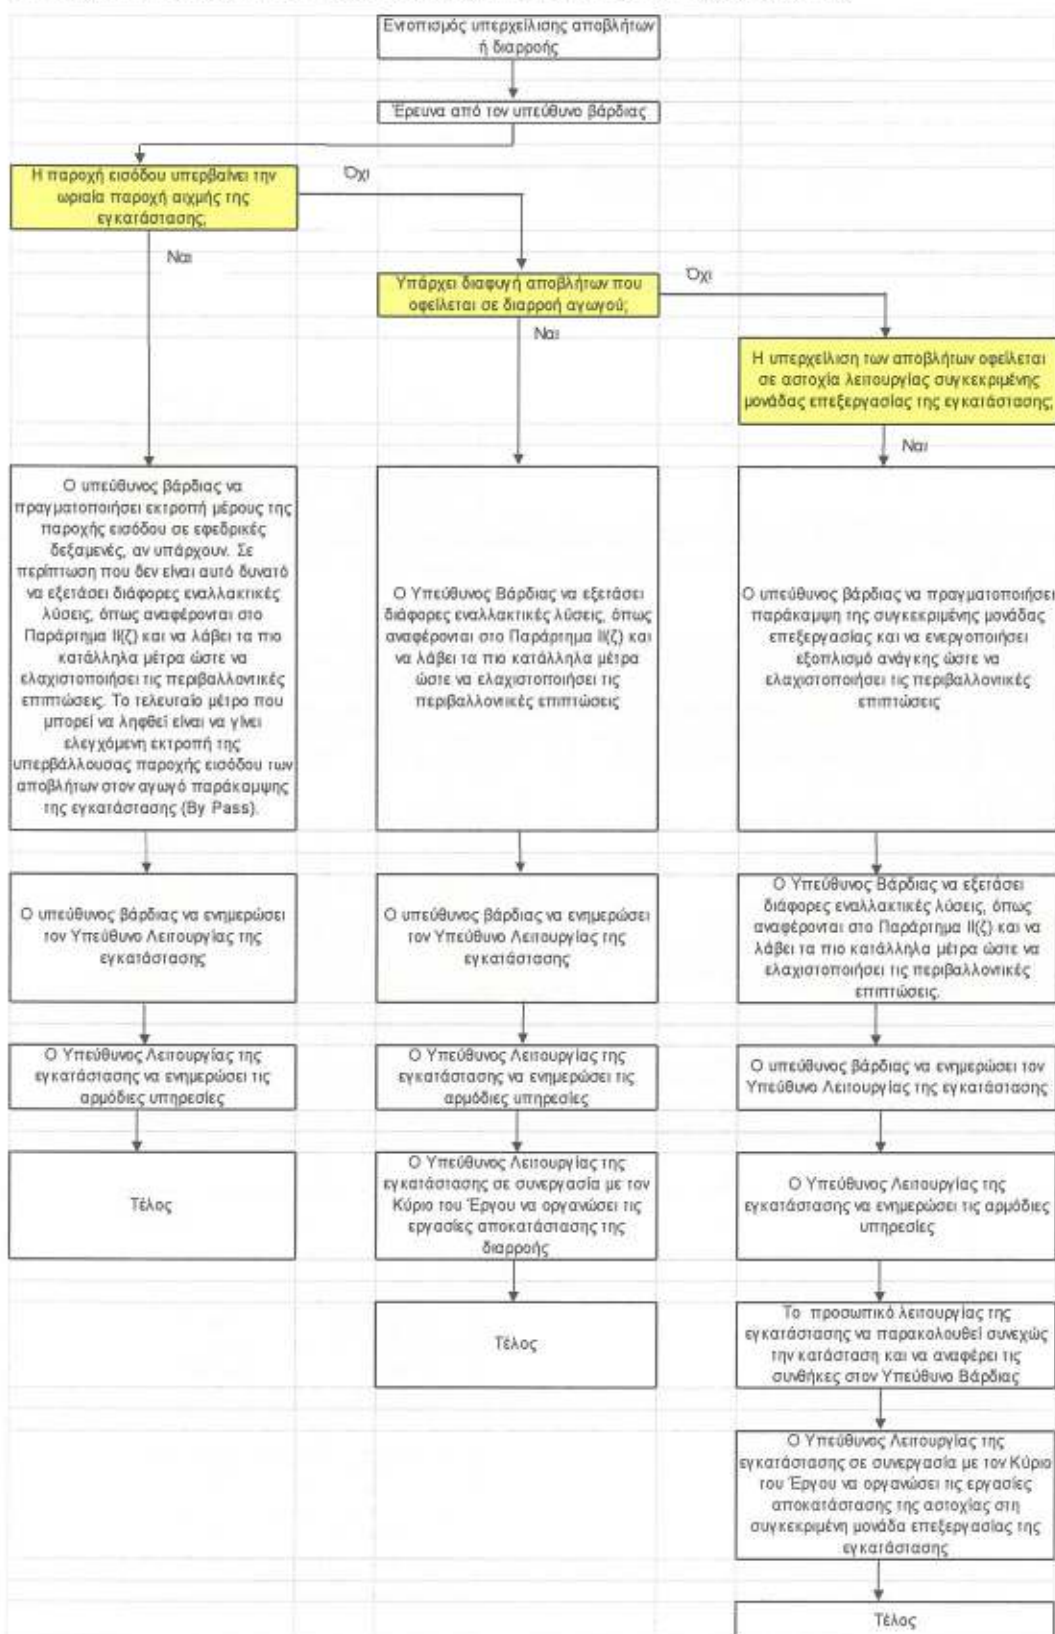 Εντοπισμός υπερχείλισης αποβλήτων
ή διαρροής
Έρευνα από τον υπεύθυνο βάρδιας
Η παροχή εισόδου υπερβαίνει την
ωριαία παροχή αιχμής της
εγκατάστασης;
Όχι
Ναι
Υπάρχει διαφυγή αποβλήτων που
οφείλεται σε διαρροή αγωγού;
Όχι
Ναι
Η υπερχείλιση των αποβλήτων οφείλεται
σε αστοχία λειτουργίας συγκεκριμένης
μονάδας επεξεργασίας της εγκατάστασης;
Ναι
Ο υπεύθυνος βάρδιας να
πραγματοποιήσει εκτροπή μέρους της
παροχής εισόδου σε εφεδρικές
δεξαμενές, αν υπάρχουν. Σε
περίπτωση που δεν είναι αυτό δυνατό
να εξετάσει διάφορες εναλλακτικές
λύσεις, όπως αναφέρονται στο
Παράρτημα ΙΙ(ζ) και να λάβει τα πιο
κατάλληλα μέτρα ώστε να
ελαχιστοποιήσει τις περιβαλλοντικές
επιπτώσεις. Το τελευταίο μέτρο που
μπορεί να ληφθεί είναι να γίνει
ελεγχόμενη εκτροπή της
υπερβάλλουσας παροχής εισόδου των
αποβλήτων στον αγωγό παράκαμψης
της εγκατάστασης (By Pass).
Ο Υπεύθυνος Βάρδιας να εξετάσει
διάφορες εναλλακτικές λύσεις, όπως
αναφέρονται στο Παράρτημα ΙΙ(ζ) και
να λάβει τα πιο κατάλληλα μέτρα
ώστε να ελαχιστοποιήσει τις
περιβαλλοντικές επιπτώσεις
Ο υπεύθυνος βάρδιας να πραγματοποιήσει
παράκαμψη της συγκεκριμένης μονάδας
επεξεργασίας και να ενεργοποιήσει
εξοπλισμό ανάγκης ώστε να
ελαχιστοποιήσει τις περιβαλλοντικές
επιπτώσεις
Ο υπεύθυνος βάρδιας να ενημερώσει
τον Υπεύθυνο Λειτουργίας της
εγκατάστασης
Ο υπεύθυνος βάρδιας να ενημερώσει
τον Υπεύθυνο Λειτουργίας της
εγκατάστασης
Ο Υπεύθυνος Βάρδιας να εξετάσει
διάφορες εναλλακτικές λύσεις, όπως
αναφέρονται στο Παράρτημα ΙΙ(ζ) και να
λάβει τα πιο κατάλληλα μέτρα ώστε να
ελαχιστοποιήσει τις περιβαλλοντικές
επιπτώσεις.
Ο Υπεύθυνος Λειτουργίας της
εγκατάστασης να ενημερώσει τις
αρμόδιες υπηρεσίες
Ο Υπεύθυνος Λειτουργίας της
εγκατάστασης να ενημερώσει τις
αρμόδιες υπηρεσίες
Ο υπεύθυνος βάρδιας να ενημερώσει τον
Υπεύθυνο Λειτουργίας της εγκατάστασης
Τέλος
Ο Υπεύθυνος Λειτουργίας της
εγκατάστασης σε συνεργασία με τον
Κύριο του Έργου να οργανώσει τις
εργασίες αποκατάστασης της
διαρροής
Ο Υπεύθυνος Λειτουργίας της
εγκατάστασης να ενημερώσει τις αρμόδιες
υπηρεσίες
Τέλος
Το προσωπικό λειτουργίας της
εγκατάστασης να παρακολουθεί συνεχώς
την κατάσταση και να αναφέρει τις
συνθήκες στον Υπεύθυνο Βάρδιας
Ο Υπεύθυνος Λειτουργίας της
εγκατάστασης σε συνεργασία με τον Κύριο
του Έργου να οργανώσει τις εργασίες
αποκατάστασης της αστοχίας στη
συγκεκριμένη μονάδα επεξεργασίας της
εγκατάστασης
Τέλος